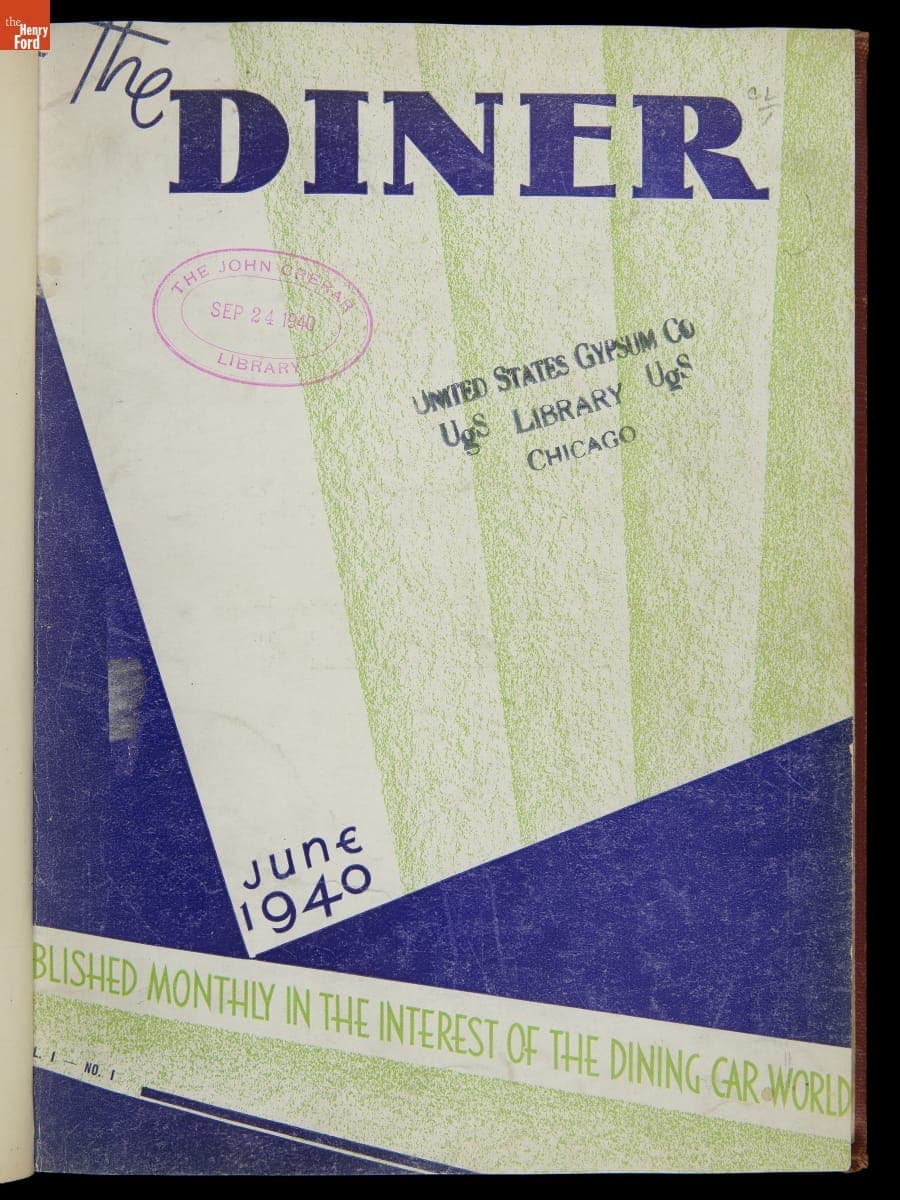 the
Henry
Ford
The
DINER
CL
THE JOHN CRERAR
SEP 24 1940
LIBRARY
UNITED STATES GYPSUM CO
UgS LIBRARY UgS
CHICAGO
June
1940
BLISHED MONTHLY IN THE INTEREST OF THE DINING CAR WORLD
L. I — NO. I